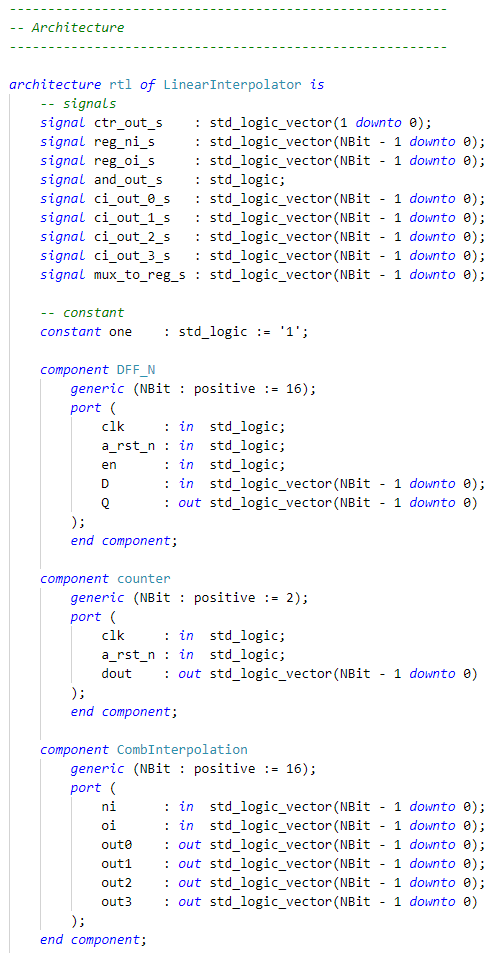 ---------------------------------------------------------
-- Architecture
---------------------------------------------------------
architecture rtl of LinearInterpolator is
    -- signals
    signal ctr_out_s    : std_logic_vector(1 downto 0);
    signal reg_ni_s     : std_logic_vector(NBit - 1 downto 0);
    signal reg_oi_s     : std_logic_vector(NBit - 1 downto 0);
    signal and_out_s    : std_logic;
    signal ci_out_0_s   : std_logic_vector(NBit - 1 downto 0);
    signal ci_out_1_s   : std_logic_vector(NBit - 1 downto 0);
    signal ci_out_2_s   : std_logic_vector(NBit - 1 downto 0);
    signal ci_out_3_s   : std_logic_vector(NBit - 1 downto 0);
    signal mux_to_reg_s : std_logic_vector(NBit - 1 downto 0);
    -- constant
    constant one    : std_logic := '1';
    component DFF_N
        generic (NBit : positive := 16);
        port (
            clk     : in  std_logic;
            a_rst_n : in  std_logic;
            en      : in  std_logic;
            D       : in  std_logic_vector(NBit - 1 downto 0);
            Q       : out std_logic_vector(NBit - 1 downto 0)
        );
        end component;
    component counter
        generic (NBit : positive := 2);
        port (
            clk     : in  std_logic;
            a_rst_n : in  std_logic;
            dout    : out std_logic_vector(NBit - 1 downto 0)
        );
        end component;
    component CombInterpolation
        generic (NBit : positive := 16);
        port (
            ni      : in  std_logic_vector(NBit - 1 downto 0);
            oi      : in  std_logic_vector(NBit - 1 downto 0);
            out0    : out std_logic_vector(NBit - 1 downto 0);
            out1    : out std_logic_vector(NBit - 1 downto 0);
            out2    : out std_logic_vector(NBit - 1 downto 0);
            out3    : out std_logic_vector(NBit - 1 downto 0)
        );
    end component;